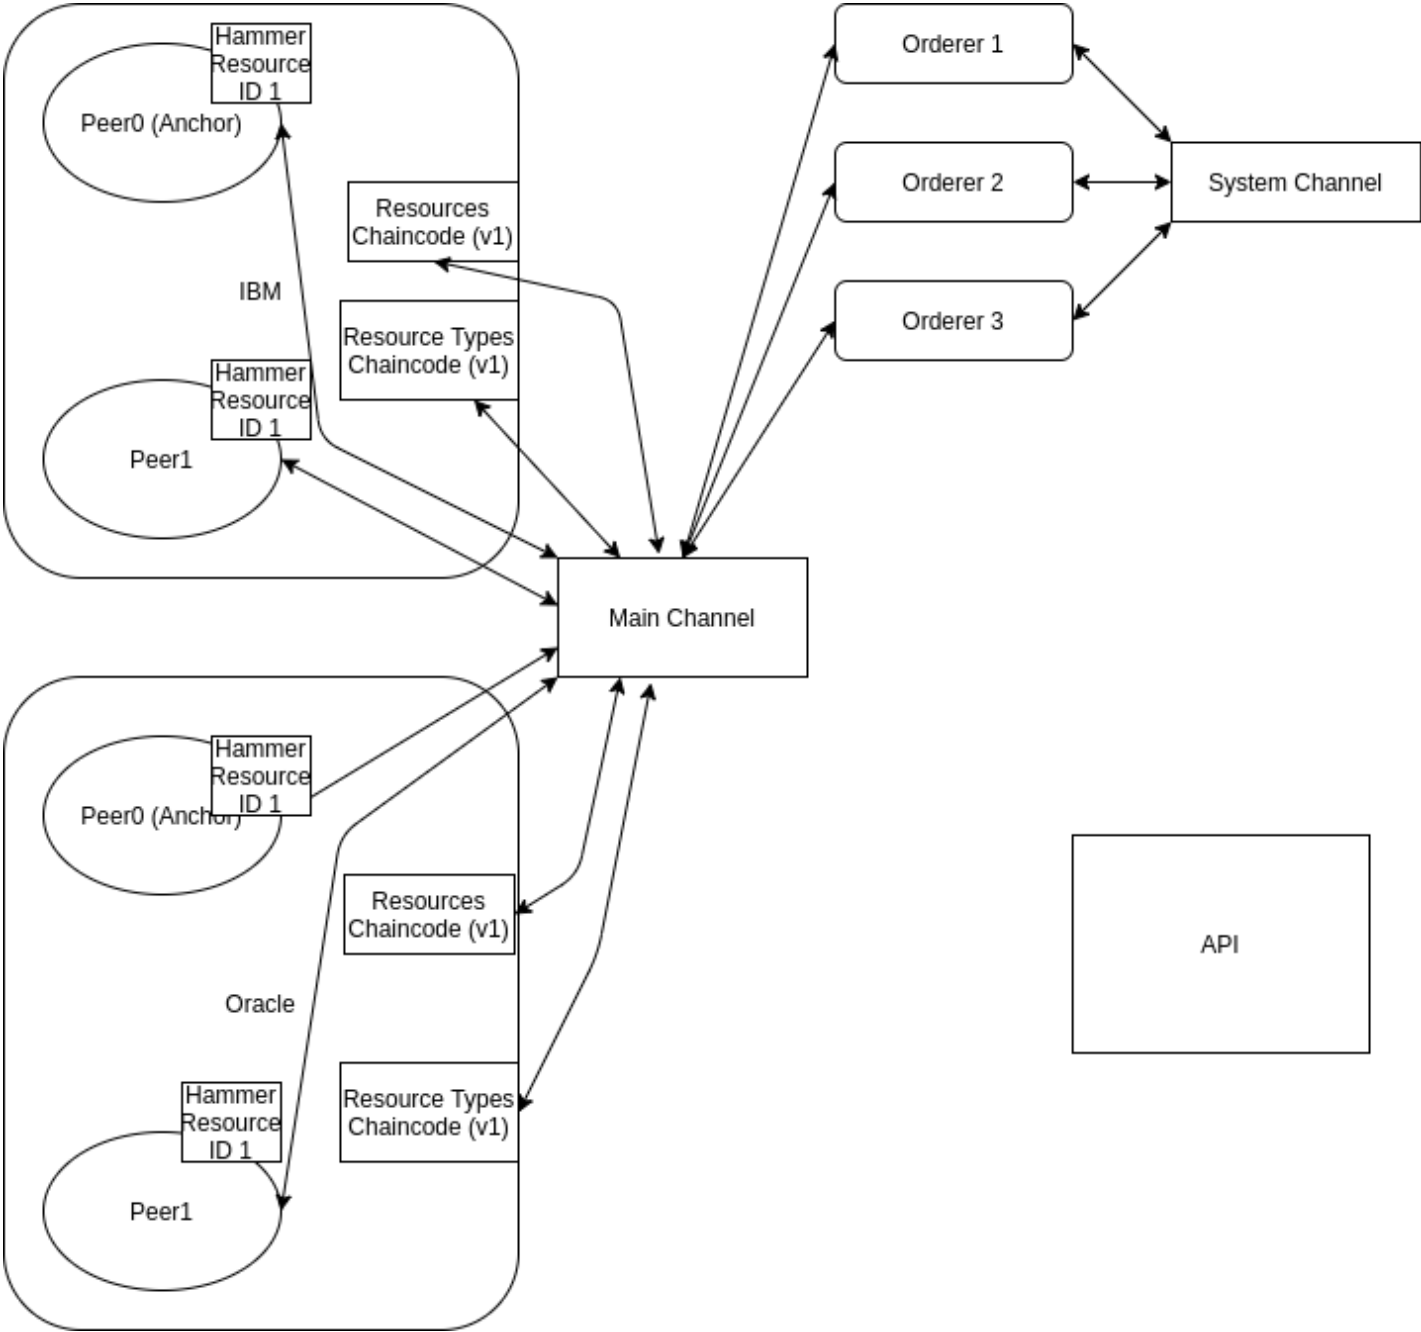 Hammer
Resource
ID 1
Peer0 (Anchor)
Resources
Chaincode (v1)
IBM
Resource Types
Chaincode (v1)
Hammer
Resource
ID 1
Peer1
Orderer 1
Orderer 2
System Channel
Orderer 3
Main Channel
Hammer
Resource
ID 1
Peer0 (Anchor)
Resources
Chaincode (v1)
Oracle
Resource Types
Chaincode (v1)
Hammer
Resource
ID 1
Peer1
API